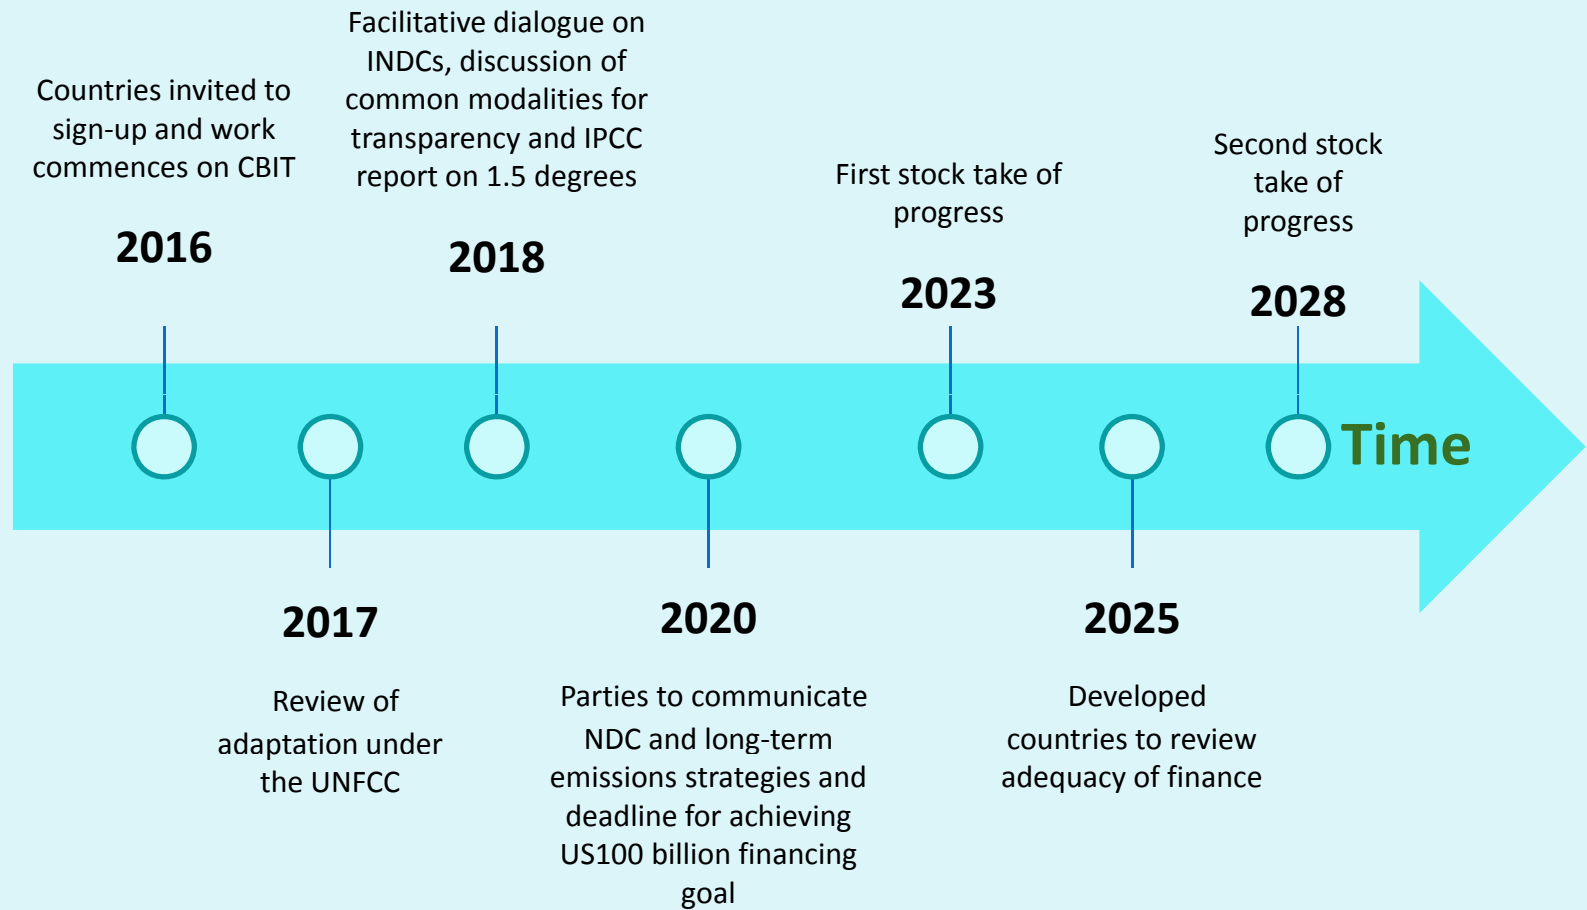 Countries invited to
sign-up and work
commences on CBIT
2016
Facilitative dialogue on
INDCs, discussion of
common modalities for
transparency and IPCC
report on 1.5 degrees
2018
First stock take of
progress
2023
Second stock
take of
progress
2028
Time
2017
Review of
adaptation under
the UNFCC
2020
Parties to communicate
NDC and long-term
emissions strategies and
deadline for achieving
US100 billion financing
goal
2025
Developed
countries to review
adequacy of finance